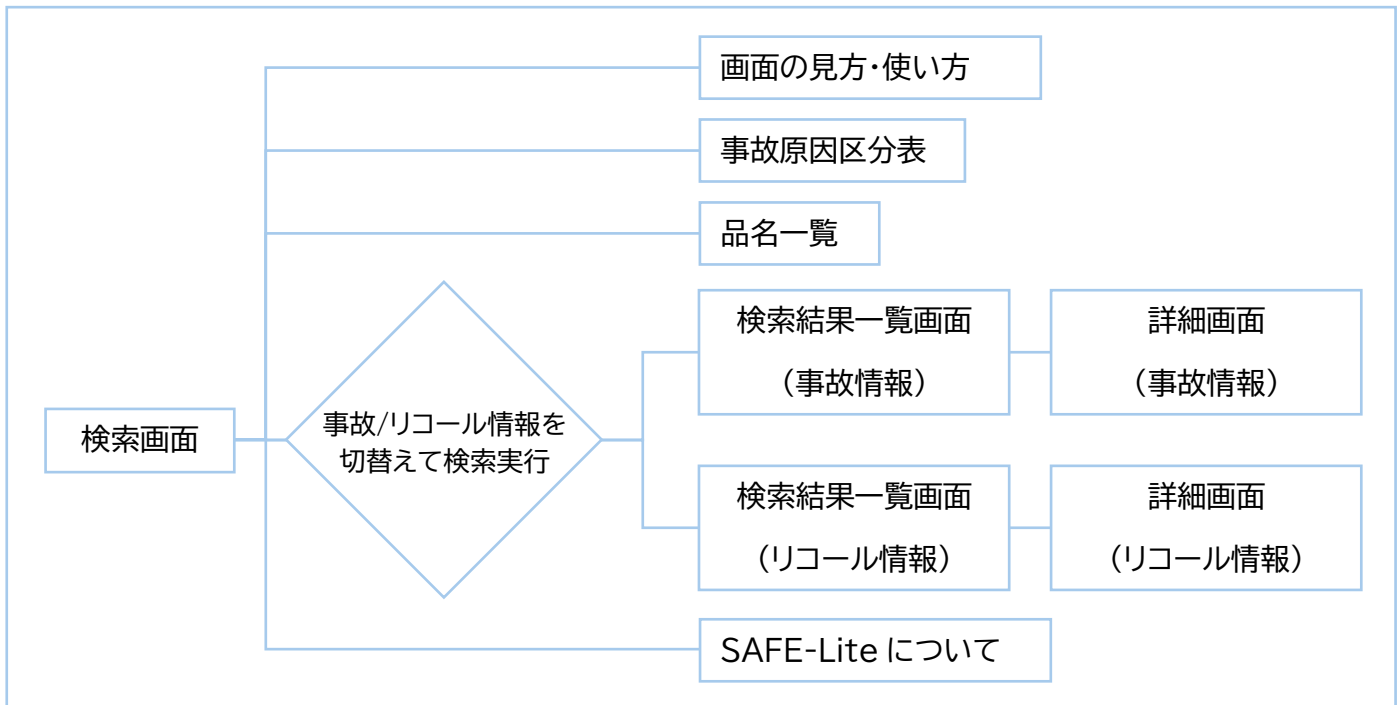 画面の見方・使い方
事故原因区分表
品名一覧
検索結果一覧画面
（事故情報）
詳細画面
（事故情報）
検索画面
事故/リコール情報を
切替えて検索実行
検索結果一覧画面
（リコール情報）
詳細画面
（リコール情報）
SAFE-Lite について